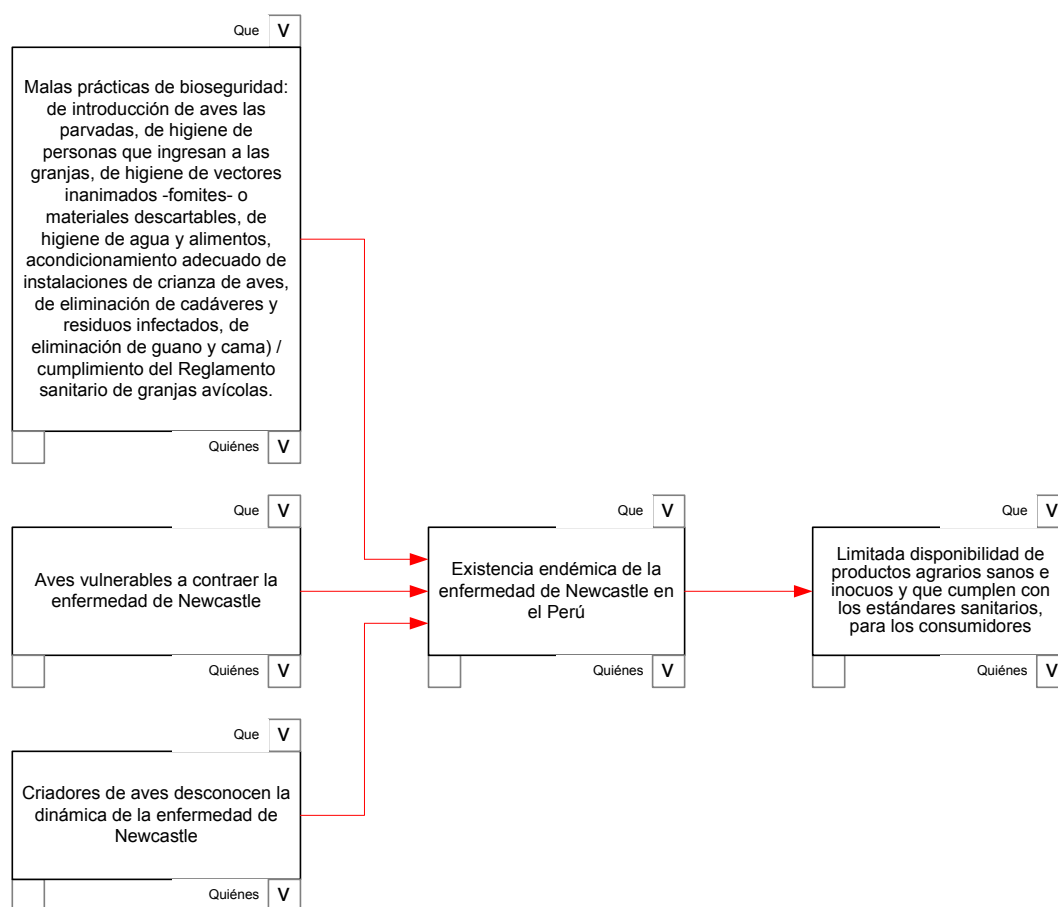 Que V
Malas prácticas de bioseguridad:
de introducción de aves las
parvadas, de higiene de
personas que ingresan a las
granjas, de higiene de vectores
inanimados -fomites- o
materiales descartables, de
higiene de agua y alimentos,
acondicionamiento adecuado de
instalaciones de crianza de aves,
de eliminación de cadáveres y
residuos infectados, de
eliminación de guano y cama) /
cumplimiento del Reglamento
sanitario de granjas avícolas.
Quiénes V
Que V
Aves vulnerables a contraer la
enfermedad de Newcastle
Quiénes V
Que V
Criadores de aves desconocen la
dinámica de la enfermedad de
Newcastle
Quiénes V
Que V
Existencia endémica de la
enfermedad de Newcastle en
el Perú
Quiénes V
Que V
Limitada disponibilidad de
productos agrarios sanos e
inocuos y que cumplen con
los estándares sanitarios,
para los consumidores
Quiénes V